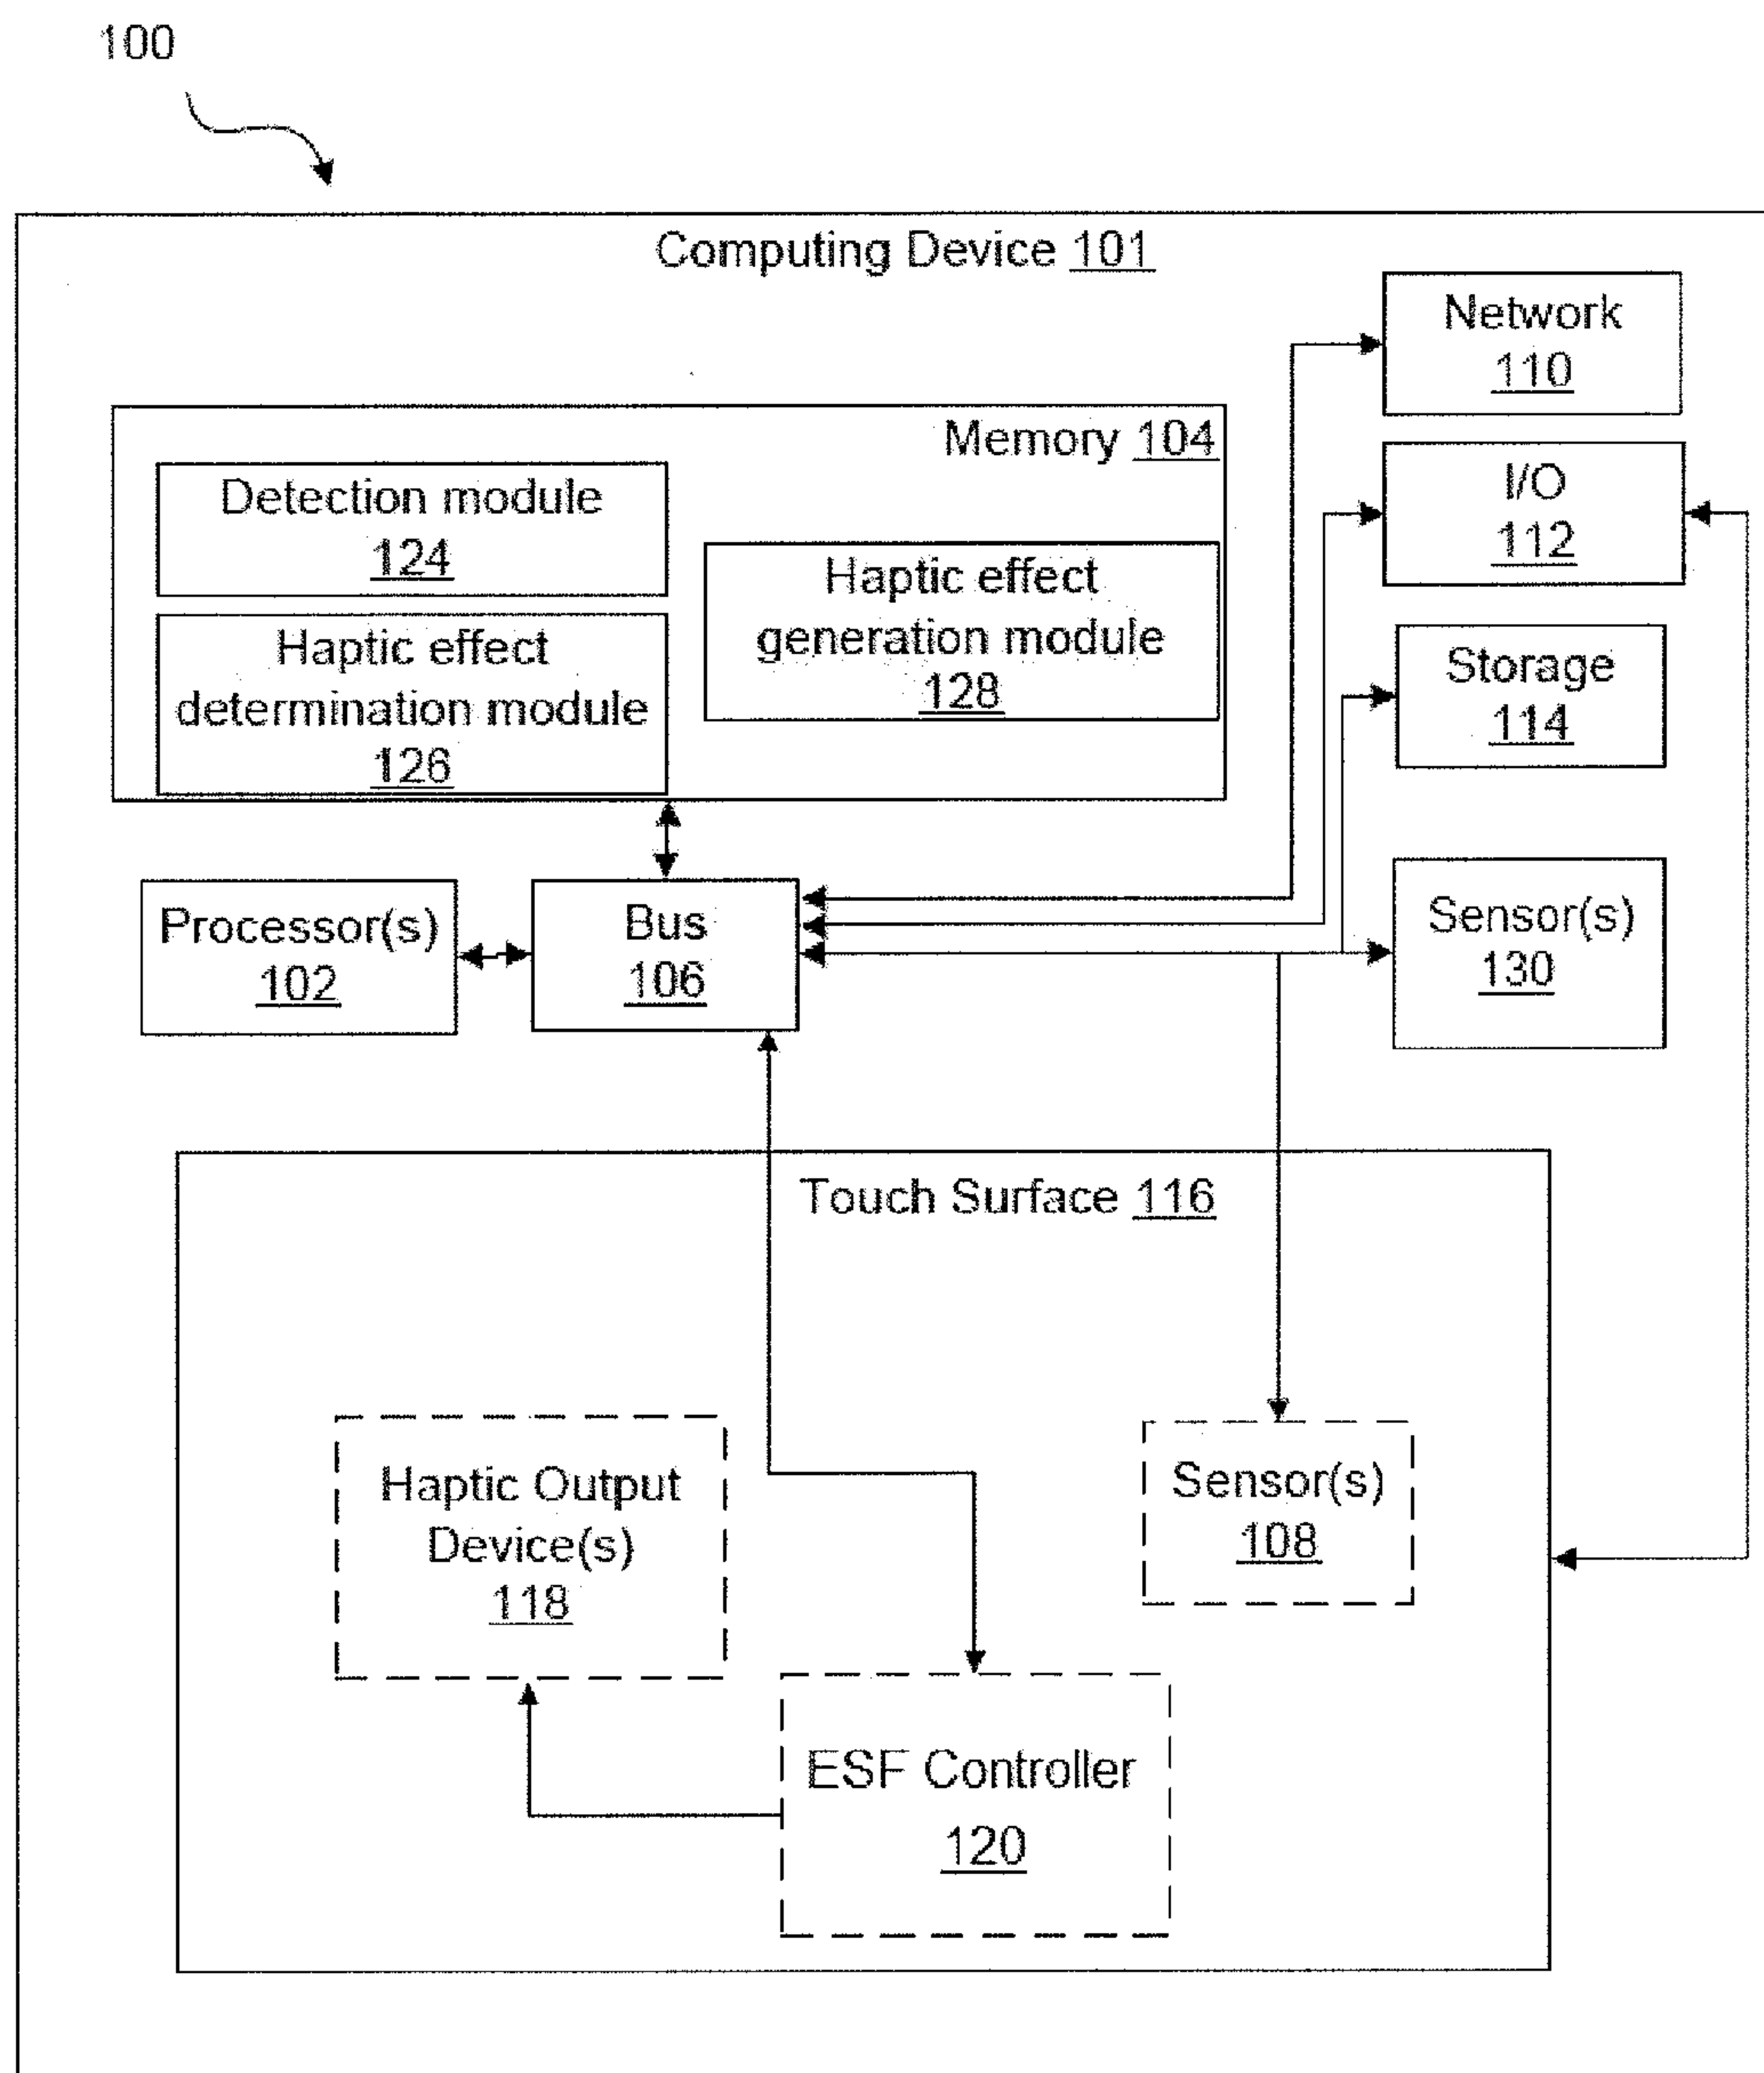 100
Computing Device 101
Network
110
Memory 104
I/O
112
Detection module
124
Haptic effect
generation module
128
Haptic effect
determination module
126
Storage
114
Processor(s)
102
Bus
106
Sensor(s)
130
Touch Surface 116
Haptic Output
Device(s)
118
Sensor(s)
108
ESF Controller
120